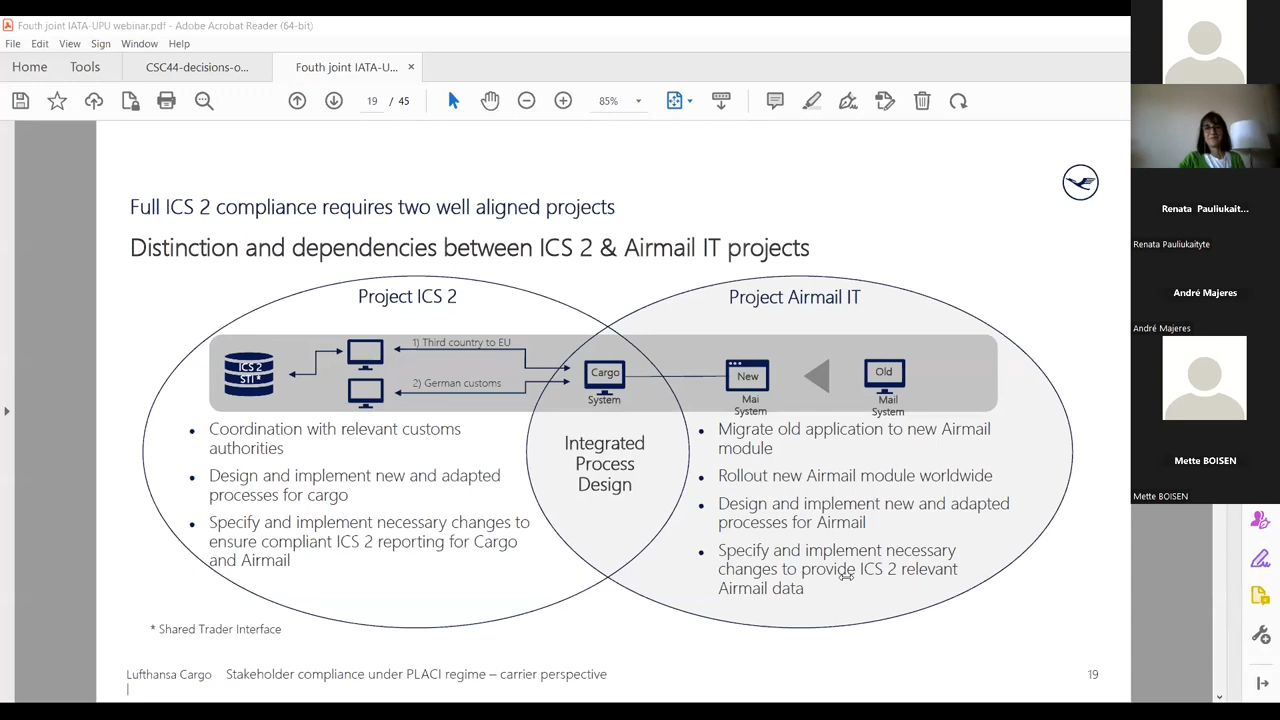 Fouth joint IATA-UPU webinar.pdf - Adobe Acrobat Reader (64-bit)
File Edit View Sign Window Help
Home Tools CSC44-decisions-o... Fouth joint IATA-U... ×
19 / 45 85%
Full ICS 2 compliance requires two well aligned projects
Distinction and dependencies between ICS 2 & Airmail IT projects
Project ICS 2
Project Airmail IT
ICS 2
STI *
1) Third country to EU
2) German customs
Cargo
System
New
Mai
System
Old
Mail
System
Integrated
Process
Design
• Coordination with relevant customs
authorities
• Design and implement new and adapted
processes for cargo
• Specify and implement necessary changes to
ensure compliant ICS 2 reporting for Cargo
and Airmail
• Migrate old application to new Airmail
module
• Rollout new Airmail module worldwide
• Design and implement new and adapted
processes for Airmail
• Specify and implement necessary
changes to provide ICS 2 relevant
Airmail data
* Shared Trader Interface
Lufthansa Cargo Stakeholder compliance under PLACI regime – carrier perspective 19
|
Renata Pauliukait...
Renata Pauliukaityte
André Majeres
André Majeres
Mette BOISEN
Mette BOISEN